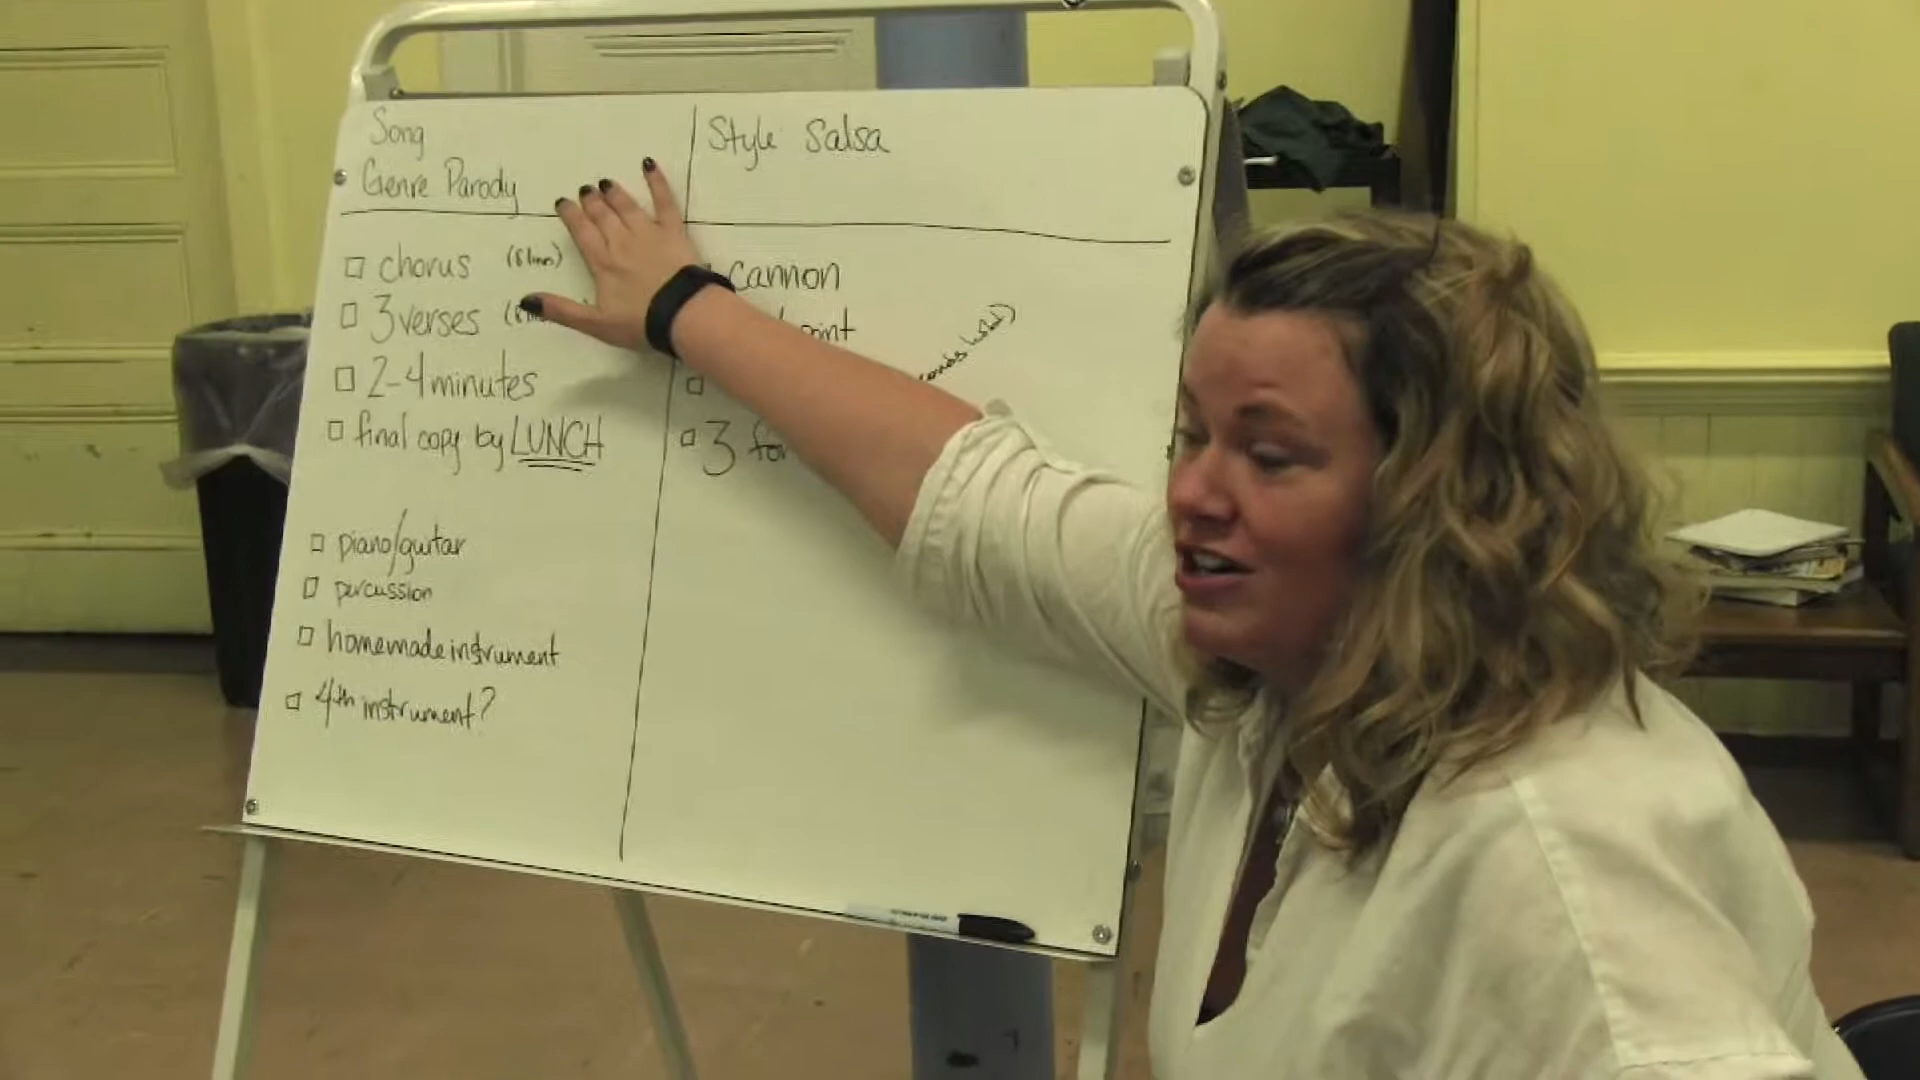 Song
Genre Parody
chorus (8 lines)
3 verses
2-4 minutes
final copy by LUNCH
piano/guitar
percussion
homemade instrument
4th instrument?
Style Salsa
cannon
3